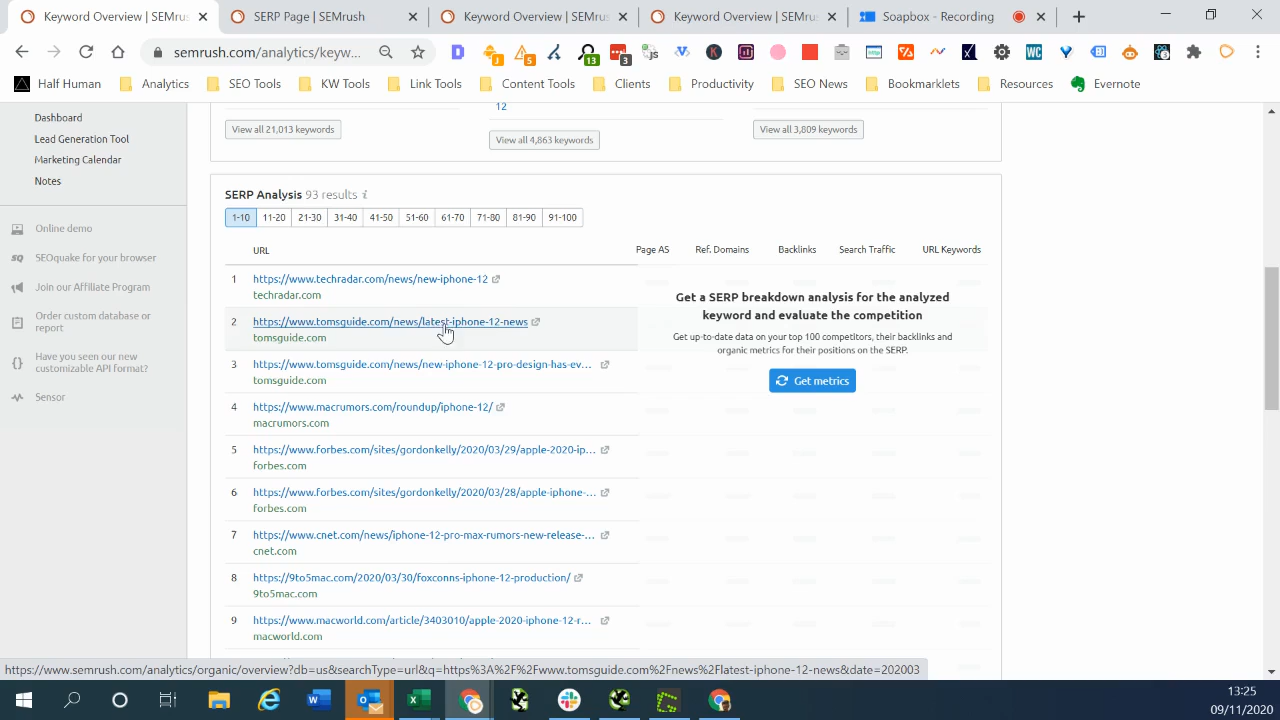 Keyword Overview | SEMrus
SERP Page | SEMrush
Keyword Overview | SEMru
Keyword Overview | SEMru
Soapbox - Recording
semrush.com/analytics/keyw...
5
13
3
Half Human
Analytics
SEO Tools
KW Tools
Link Tools
Content Tools
Clients
Productivity
SEO News
Bookmarklets
Resources
Evernote
Dashboard
Lead Generation Tool
Marketing Calendar
Notes
Online demo
SEOquake for your browser
Join our Affiliate Program
Order custom database or
report
Have you seen our new
customizable API format?
Sensor
12
View all 21,013 keywords
View all 4,863 keywords
View all 3,809 keywords
SERP Analysis 93 results i
1-10 11-20 21-30 31-40 41-50 51-60 61-70 71-80 81-90 91-100
URL Page AS Ref. Domains Backlinks Search Traffic URL Keywords
1 https://www.techradar.com/news/new-iphone-12
techradar.com
2 https://www.tomsguide.com/news/latest-iphone-12-news
tomsguide.com
3 https://www.tomsguide.com/news/new-iphone-12-pro-design-has-ev...
tomsguide.com
4 https://www.macrumors.com/roundup/iphone-12/
macrumors.com
5 https://www.forbes.com/sites/gordonkelly/2020/03/29/apple-2020-ip...
forbes.com
6 https://www.forbes.com/sites/gordonkelly/2020/03/28/apple-iphone-...
forbes.com
7 https://www.cnet.com/news/iphone-12-pro-max-rumors-new-release-...
cnet.com
8 https://9to5mac.com/2020/03/30/foxconns-iphone-12-production/
9to5mac.com
9 https://www.macworld.com/article/3403010/apple-2020-iphone-12-r...
macworld.com
Get a SERP breakdown analysis for the analyzed
keyword and evaluate the competition
Get up-to-date data on your top 100 competitors, their backlinks and
organic metrics for their positions on the SERP.
Get metrics
https://www.semrush.com/analytics/organic/overview?db=us&searchType=url&q=https%3A%2F%2Fwww.tomsguide.com%2Fnews%2Flatest-iphone-12-news&date=202003
13:25
09/11/2020